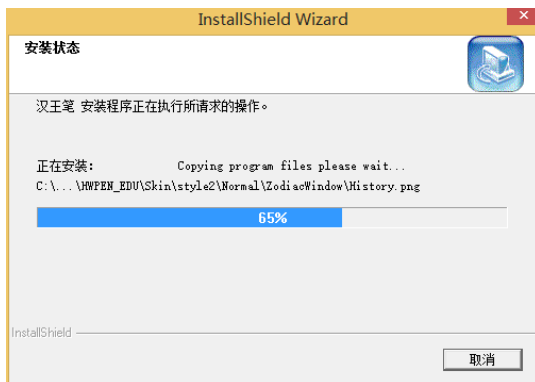 InstallShield Wizard
安装状态
汉王笔 安装程序正在执行所请求的操作。
正在安装: Copying program files please wait...
C:\...\HWPEN_EDU\Skin\style2\Normal\ZodiacWindow\History.png
65%
InstallShield
取消